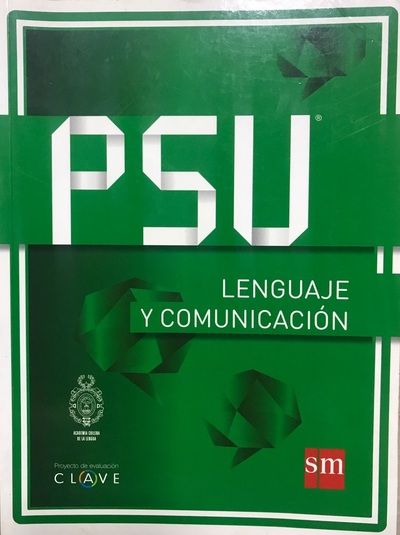 PSU®
LENGUAJE
Y COMUNICACIÓN
ACADEMIA CHILENA
DE LA LENGUA
Proyecto de evaluación
CLAVE
sm